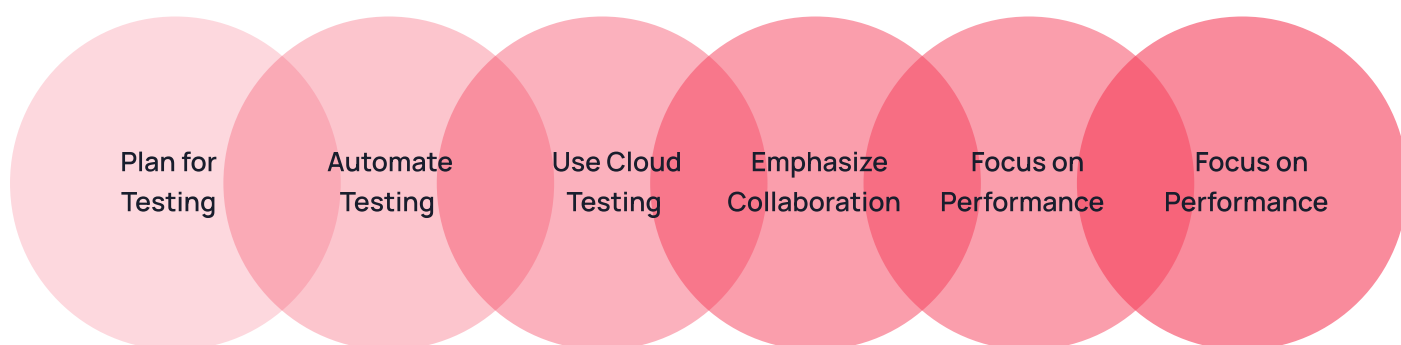 Plan for
Testing
Automate
Testing
Use Cloud
Testing
Emphasize
Collaboration
Focus on
Performance
Focus on
Performance